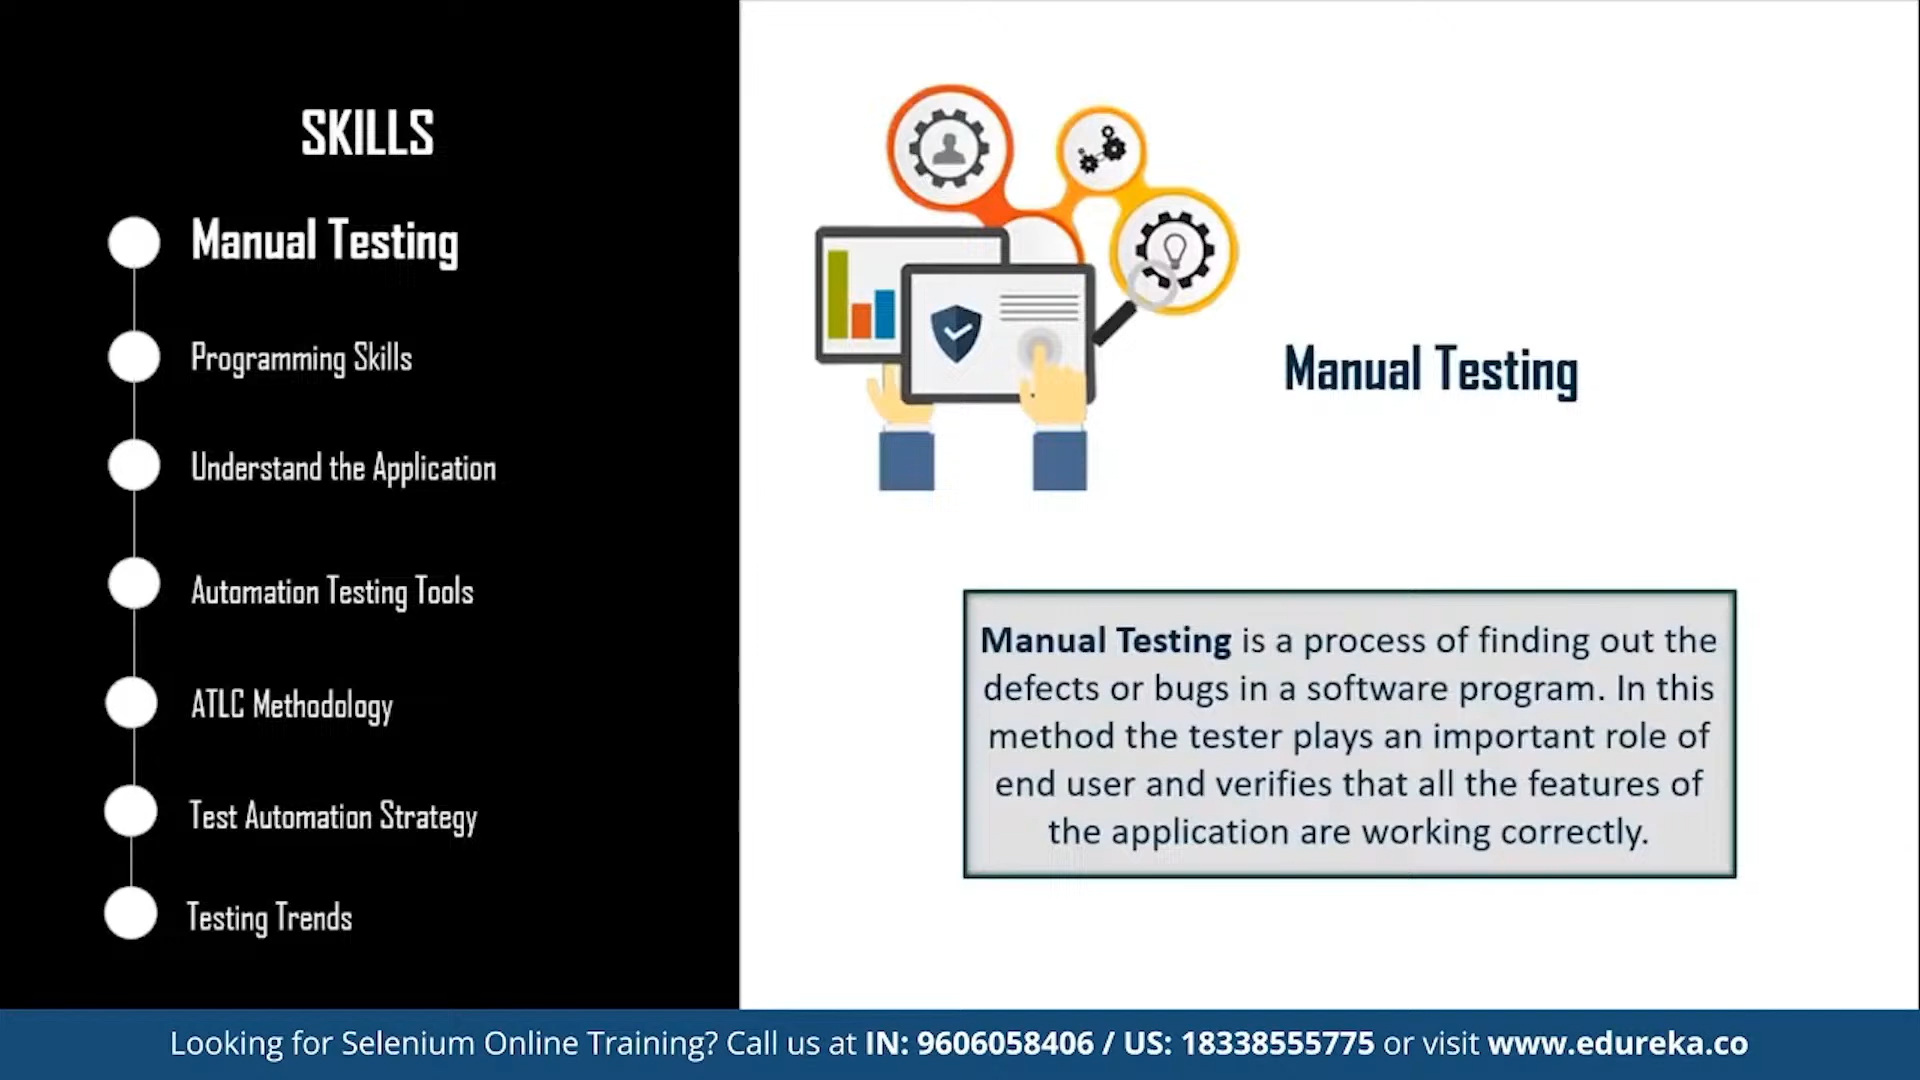 SKILLS
Manual Testing
Programming Skills
Understand the Application
Automation Testing Tools
ATLC Methodology
Test Automation Strategy
Testing Trends
Manual Testing
Manual Testing is a process of finding out the
defects or bugs in a software program. In this
method the tester plays an important role of
end user and verifies that all the features of
the application are working correctly.
Looking for Selenium Online Training? Call us at IN: 9606058406 / US: 18338555775 or visit www.edureka.co